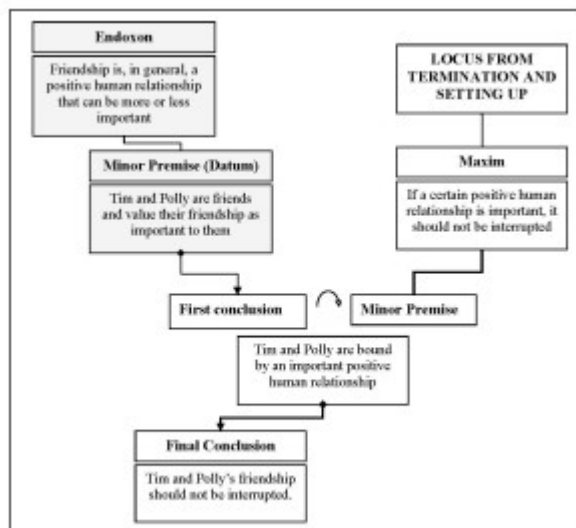 Endoxon
Friendship is, in general, a
positive human relationship
that can be more or less
important
Minor Premise (Datum)
Tim and Polly are friends
and value their friendship as
important to them
LOCUS FROM
TERMINATION AND
SETTING UP
Maxim
If a certain positive human
relationship is important, it
should not be interrupted
First conclusion
Minor Premise
Tim and Polly are bound
by an important positive
human relationship
Final Conclusion
Tim and Polly's friendship
should not be interrupted.